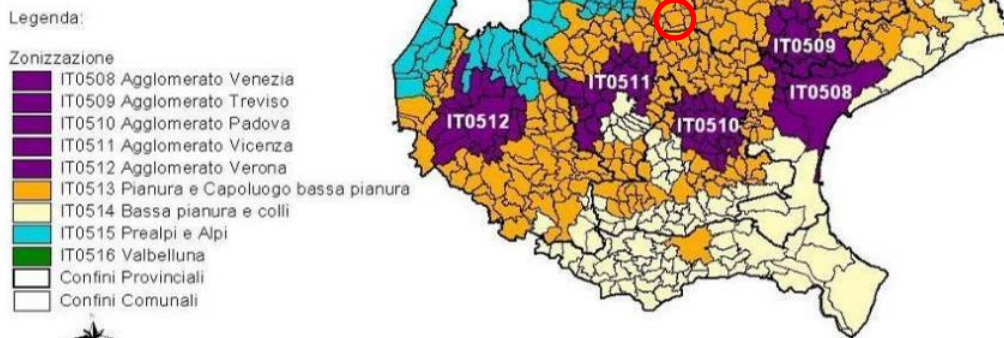 Legenda:
Zonizzazione
IT0508 Agglomerato Venezia
IT0509 Agglomerato Treviso
IT0510 Agglomerato Padova
IT0511 Agglomerato Vicenza
IT0512 Agglomerato Verona
IT0513 Pianura e Capoluogo bassa pianura
IT0514 Bassa pianura e colli
IT0515 Prealpi e Alpi
IT0516 Valbelluna
Confini Provinciali
Confini Comunali
IT0509
IT0511
IT0508
IT0512
IT0510